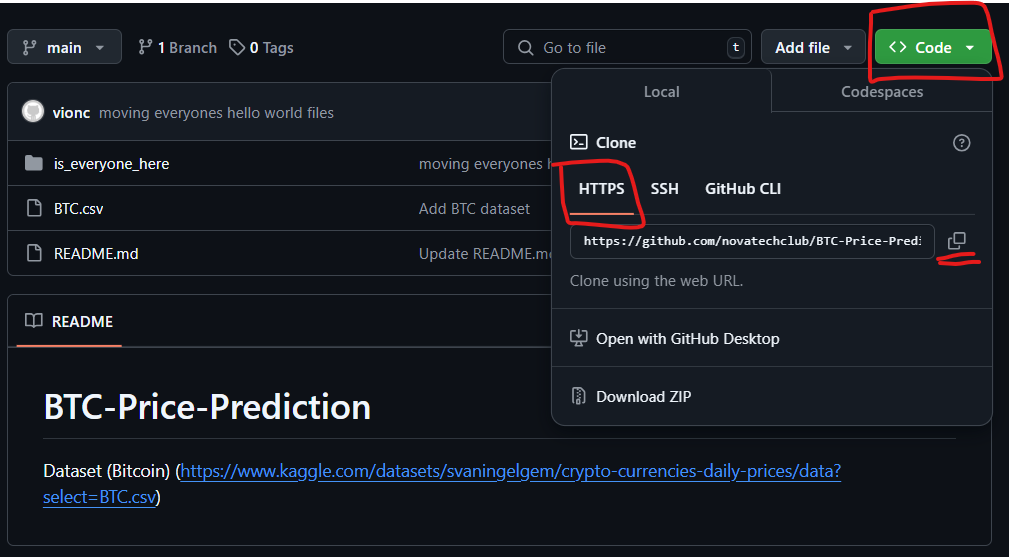 main 1 Branch 0 Tags Go to file t Add file <> Code
Local Codespaces
vionc moving everyones hello world files
Clone
is_everyone_here moving everyones
HTTPS SSH GitHub CLI
BTC.csv Add BTC dataset
https://github.com/novatechclub/BTC-Price-Pred
README.md Update README.m
Clone using the web URL.
README
Open with GitHub Desktop
Download ZIP
BTC-Price-Prediction
Dataset (Bitcoin) (https://www.kaggle.com/datasets/svaningelgem/crypto-currencies-daily-prices/data?
select=BTC.csv)